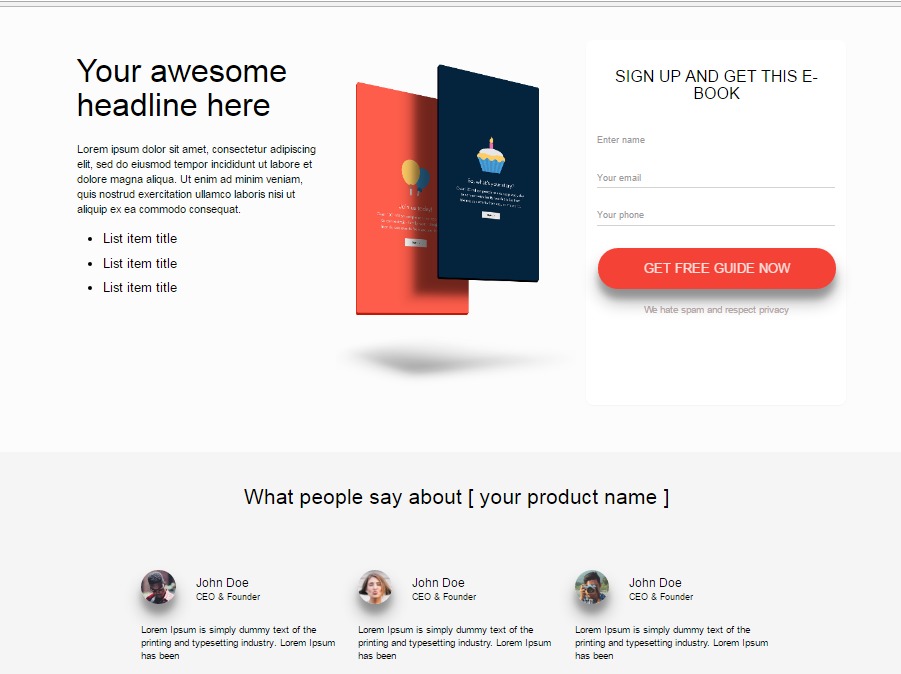 Your awesome
headline here
Lorem ipsum dolor sit amet, consectetur adipiscing
elit, sed do eiusmod tempor incididunt ut labore et
dolore magna aliqua. Ut enim ad minim veniam,
quis nostrud exercitation ullamco laboris nisi ut
aliquip ex ea commodo consequat.
List item title
List item title
List item title
So, what's your story?
SIGN UP AND GET THIS E-
BOOK
Enter name
Your email
Your phone
GET FREE GUIDE NOW
We hate spam and respect privacy
What people say about [ your product name ]
John Doe
CEO & Founder
Lorem Ipsum is simply dummy text of the
printing and typesetting industry. Lorem Ipsum
has been
John Doe
CEO & Founder
Lorem Ipsum is simply dummy text of the
printing and typesetting industry. Lorem Ipsum
has been
John Doe
CEO & Founder
Lorem Ipsum is simply dummy text of the
printing and typesetting industry. Lorem Ipsum
has been